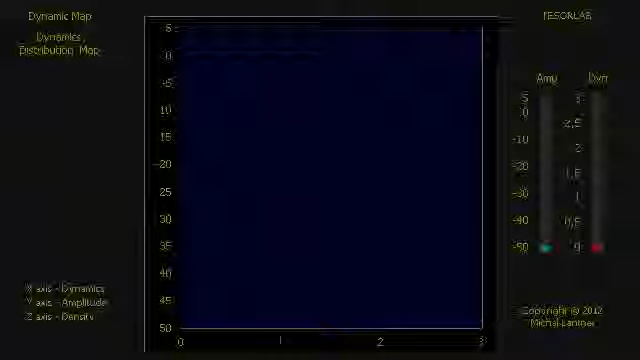 Dynamic Map
Dynamics
Distribution Map
TESORLAB
Amp Dyn
5
0
5
10
15
-20
25
30
35
40
45
50
0 1 2 3
5
0
-10
-20
-30
-40
-50
3
2,5
2
1,5
1
0,5
0
X axis - Dynamics
Y axis - Amplitude
Z axis - Density
Copyright © 2012